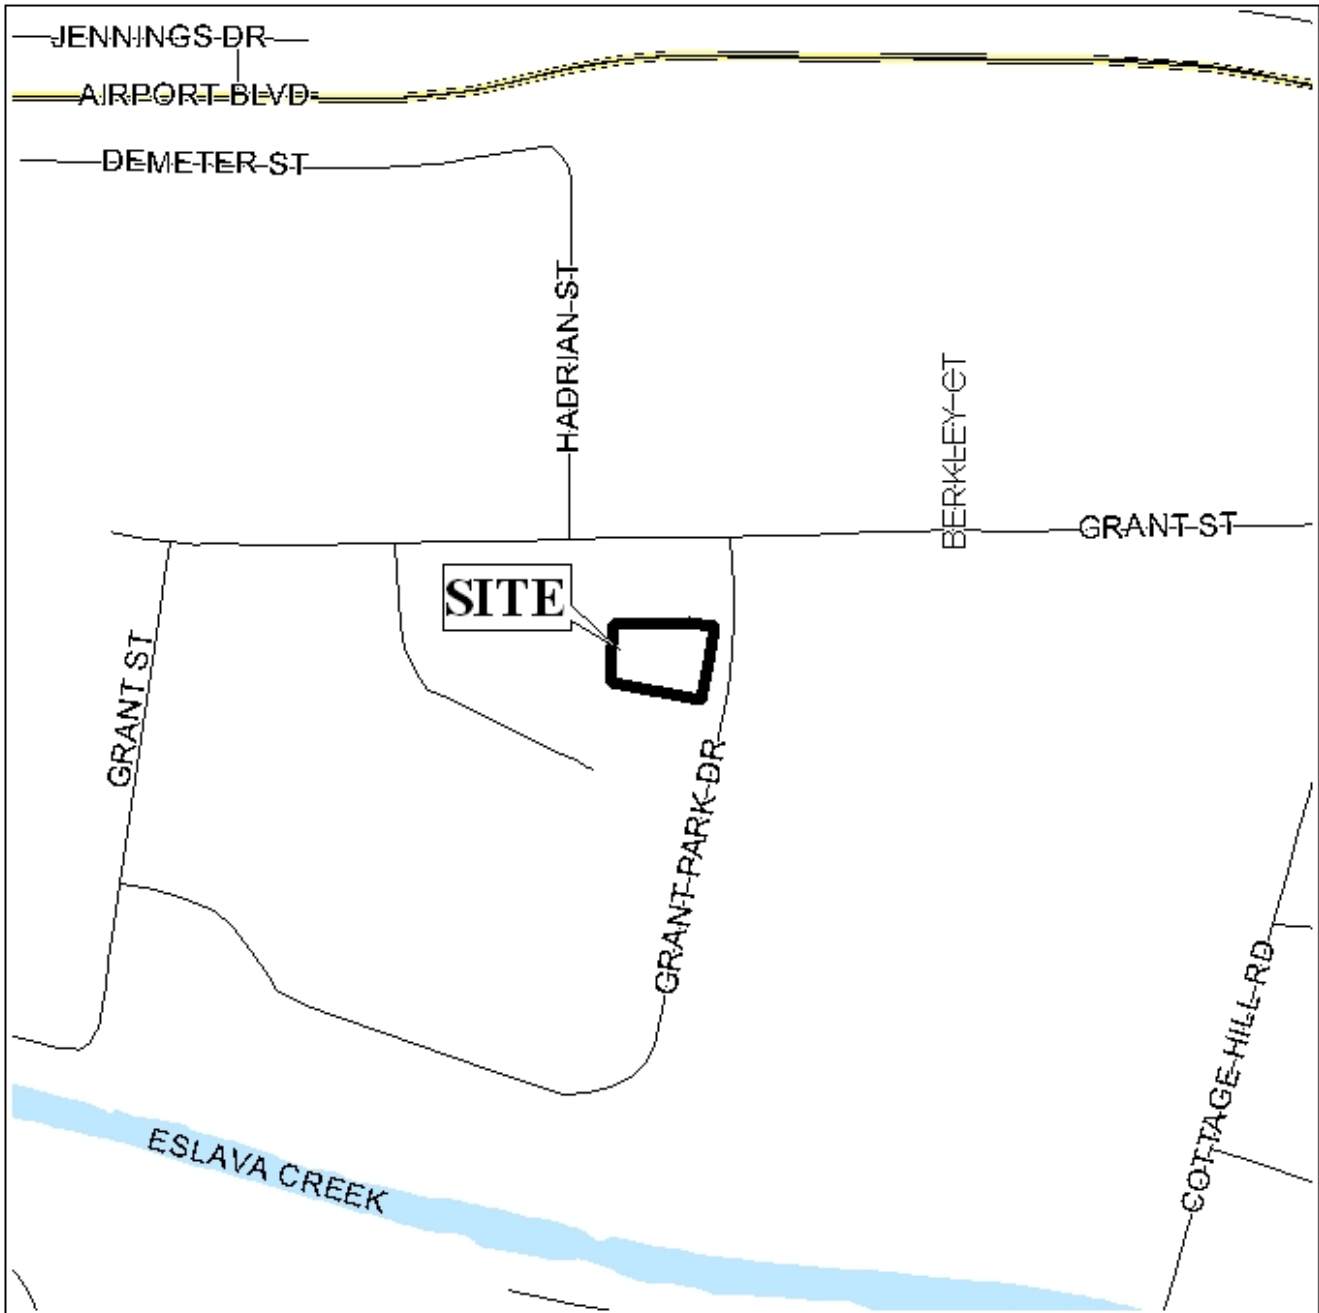 JENNINGS DR
AIRPORT BLVD
DEMETER ST
HADRIAN ST
BERKLEY CT
GRANT ST
SITE
GRANT ST
GRANT PARK DR
COTTAGE HILL RD
ESLAVA CREEK